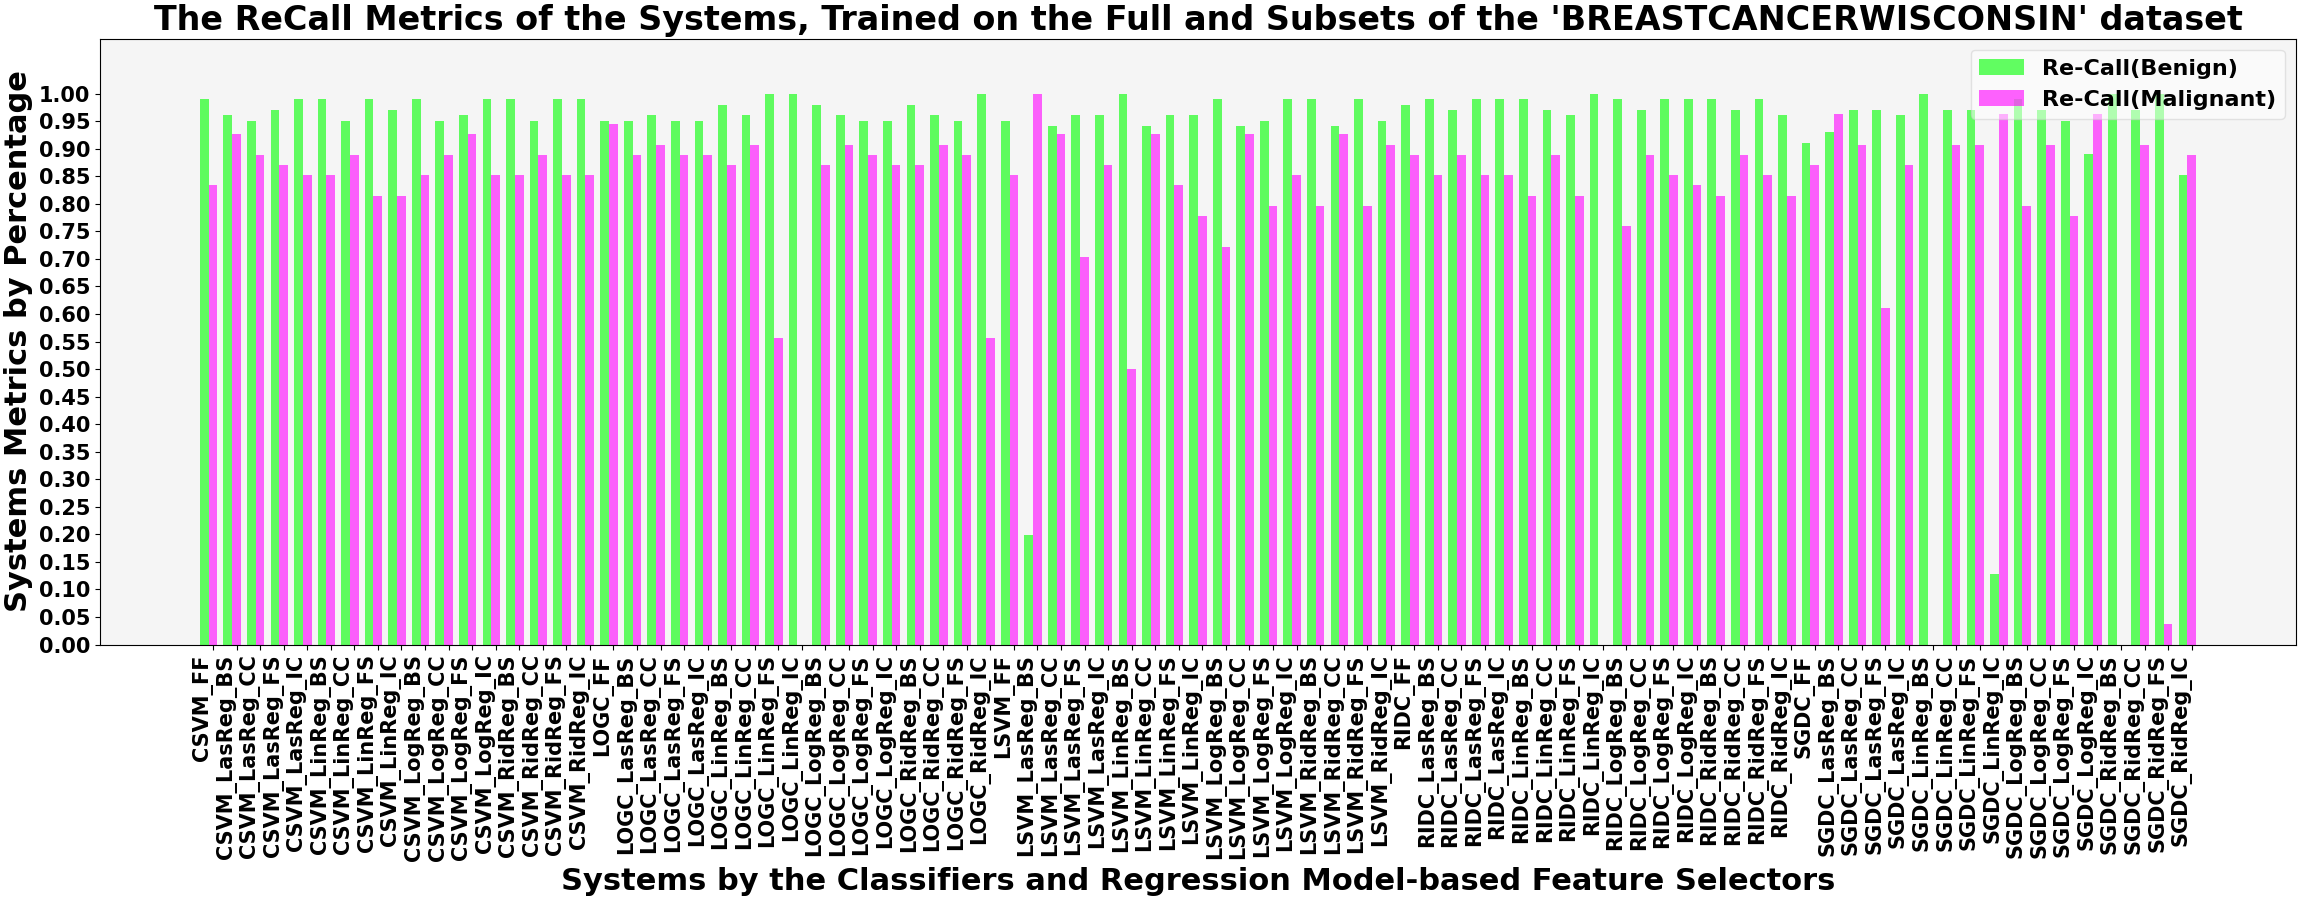 The ReCall Metrics of the Systems, Trained on the Full and Subsets of the 'BREASTCANCERWISCONSIN' dataset
Re-Call(Benign)
Re-Call(Malignant)
Systems Metrics by Percentage
1.00
0.95
0.90
0.85
0.80
0.75
0.70
0.65
0.60
0.55
0.50
0.45
0.40
0.35
0.30
0.25
0.20
0.15
0.10
0.05
0.00
CSVM_FF
CSVM_LasReg_BS
CSVM_LasReg_CC
CSVM_LasReg_FS
CSVM_LasReg_IC
CSVM_LinReg_BS
CSVM_LinReg_CC
CSVM_LinReg_FS
CSVM_LinReg_IC
CSVM_LogReg_BS
CSVM_LogReg_CC
CSVM_LogReg_FS
CSVM_LogReg_IC
CSVM_RidReg_BS
CSVM_RidReg_CC
CSVM_RidReg_FS
CSVM_RidReg_IC
LOGC_FF
LOGC_LasReg_BS
LOGC_LasReg_CC
LOGC_LasReg_FS
LOGC_LasReg_IC
LOGC_LinReg_BS
LOGC_LinReg_CC
LOGC_LinReg_FS
LOGC_LinReg_IC
LOGC_LogReg_BS
LOGC_LogReg_CC
LOGC_LogReg_FS
LOGC_LogReg_IC
LOGC_RidReg_BS
LOGC_RidReg_CC
LOGC_RidReg_FS
LOGC_RidReg_IC
LSVM_FF
LSVM_LasReg_BS
LSVM_LasReg_CC
LSVM_LasReg_FS
LSVM_LasReg_IC
LSVM_LinReg_BS
LSVM_LinReg_CC
LSVM_LinReg_FS
LSVM_LinReg_IC
LSVM_LogReg_BS
LSVM_LogReg_CC
LSVM_LogReg_FS
LSVM_LogReg_IC
LSVM_RidReg_BS
LSVM_RidReg_CC
LSVM_RidReg_FS
LSVM_RidReg_IC
RIDC_FF
RIDC_LasReg_BS
RIDC_LasReg_CC
RIDC_LasReg_FS
RIDC_LasReg_IC
RIDC_LinReg_BS
RIDC_LinReg_CC
RIDC_LinReg_FS
RIDC_LinReg_IC
RIDC_LogReg_BS
RIDC_LogReg_CC
RIDC_LogReg_FS
RIDC_LogReg_IC
RIDC_RidReg_BS
RIDC_RidReg_CC
RIDC_RidReg_FS
RIDC_RidReg_IC
SGDC_FF
SGDC_LasReg_BS
SGDC_LasReg_CC
SGDC_LasReg_FS
SGDC_LasReg_IC
SGDC_LinReg_BS
SGDC_LinReg_CC
SGDC_LinReg_FS
SGDC_LinReg_IC
SGDC_LogReg_BS
SGDC_LogReg_CC
SGDC_LogReg_FS
SGDC_LogReg_IC
SGDC_RidReg_BS
SGDC_RidReg_CC
SGDC_RidReg_FS
SGDC_RidReg_IC
Systems by the Classifiers and Regression Model-based Feature Selectors